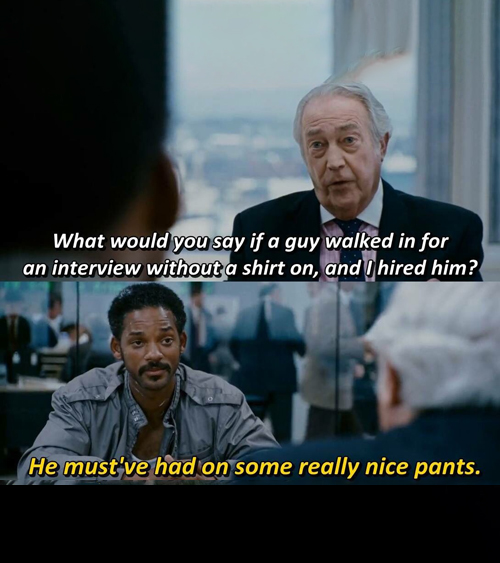 What would you say if a guy walked in for
an interview without a shirt on, and I hired him?
He must've had on some really nice pants.